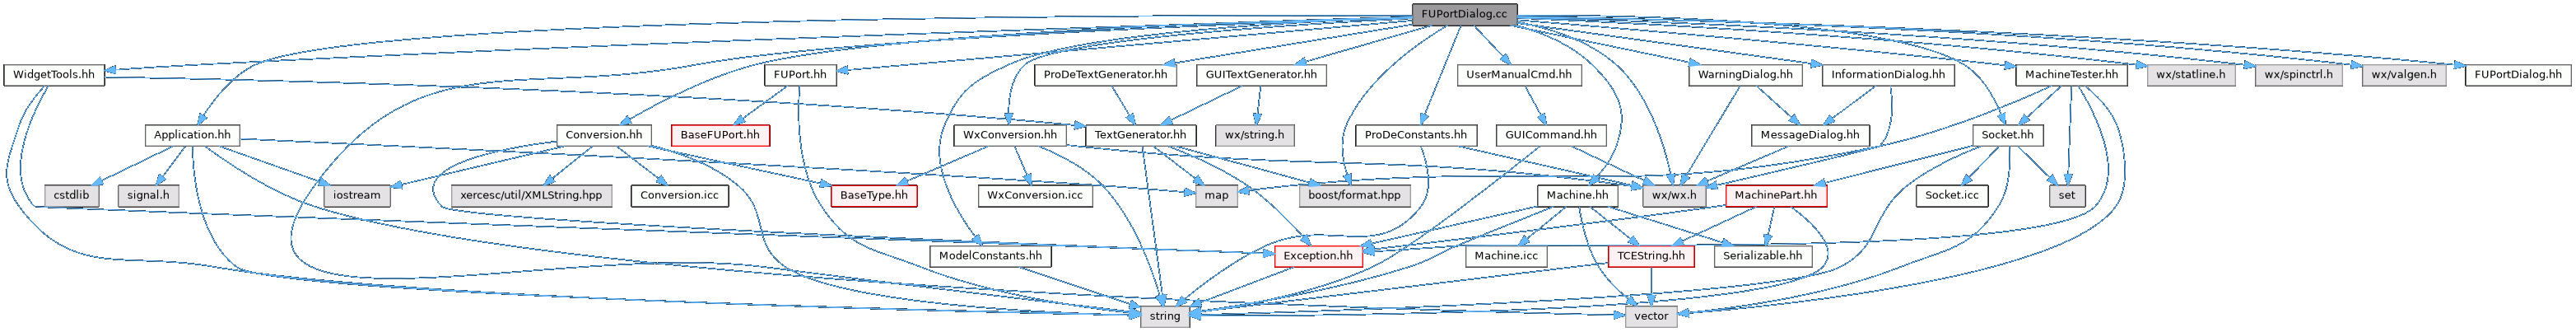 FUPortDialog.cc
WidgetTools.hh
FUPort.hh
ProDeTextGenerator.hh
GUITextGenerator.hh
UserManualCmd.hh
WarningDialog.hh
InformationDialog.hh
MachineTester.hh
wx/statline.h
wx/spinctrl.h
wx/valgen.h
FUPortDialog.hh
Application.hh
Conversion.hh
BaseFUPort.hh
WxConversion.hh
TextGenerator.hh
wx/string.h
ProDeConstants.hh
GUICommand.hh
MessageDialog.hh
Socket.hh
cstdlib
signal.h
iostream
xercesc/util/XMLString.hpp
Conversion.icc
BaseType.hh
WxConversion.icc
map
boost/format.hpp
Machine.hh
wx/wx.h
MachinePart.hh
Socket.icc
set
ModelConstants.hh
Exception.hh
Machine.icc
TCEString.hh
Serializable.hh
string
vector